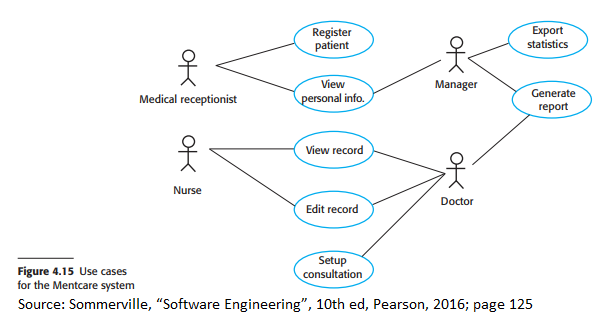 Register
patient
Export
statistics
Medical receptionist
View
personal info.
Manager
Generate
report
View record
Nurse
Edit record
Doctor
Setup
consultation
Figure 4.15 Use cases
for the Mentcare system
Source: Sommerville, “Software Engineering”, 10th ed, Pearson, 2016; page 125